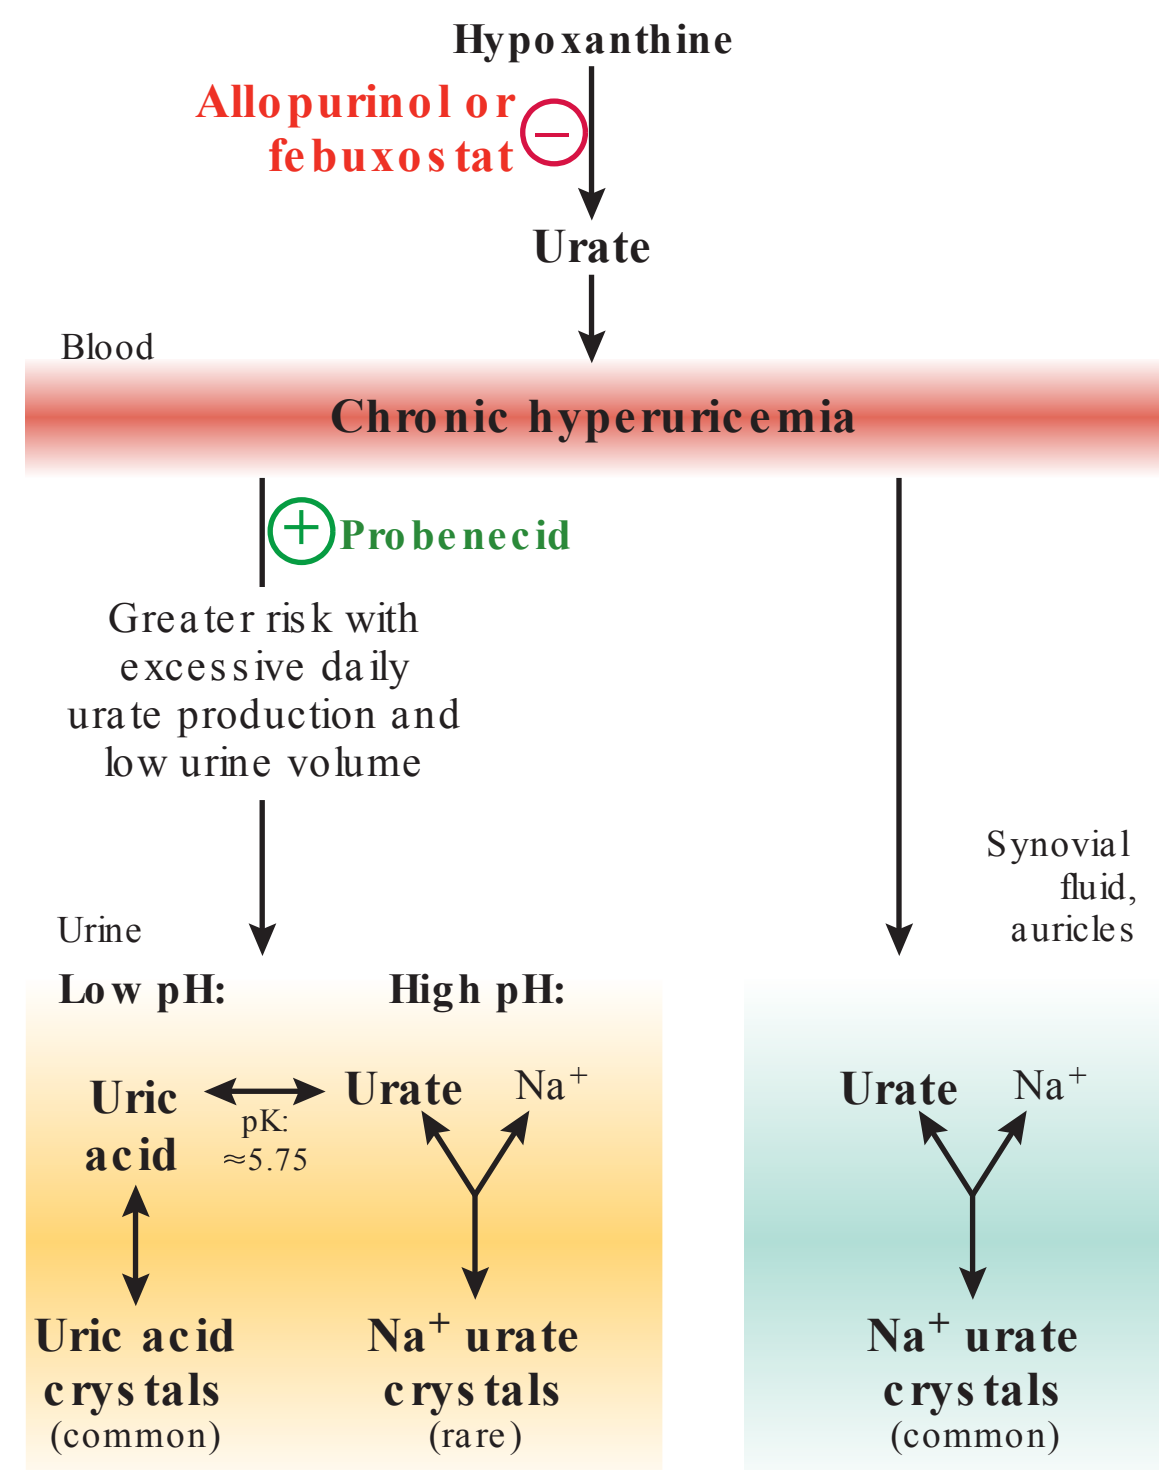 Hypoxanthine
Allopurinol or
febuxostat
−
Urate
Blood
Chronic hyperuricemia
+
Probenecid
Greater risk with
excessive daily
urate production and
low urine volume
Urine
Low pH:
High pH:
Uric
acid
pK:
≈5.75
Urate
Na⁺
Uric acid
crystals
(common)
Na⁺ urate
crystals
(rare)
Synovial
fluid,
auricles
Urate
Na⁺
Na⁺ urate
crystals
(common)